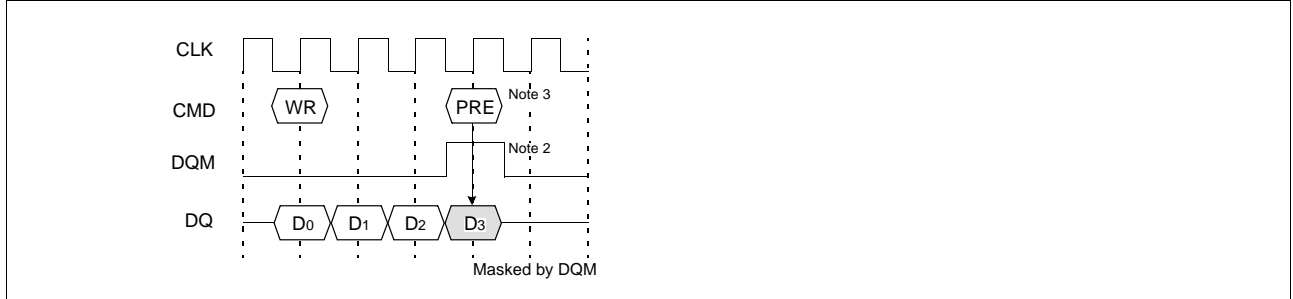 CLK
CMD WR PRE Note 3
DQM Note 2
DQ D0 D1 D2 D3
Masked by DQM